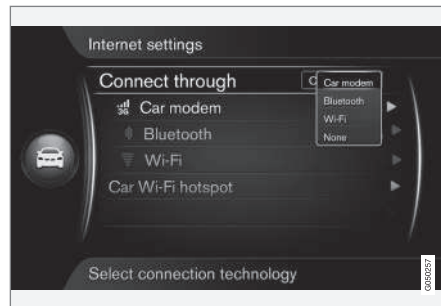 Internet settings
Connect through
C
Car modem
Bluetooth
Wi-Fi
None
3G Car modem
Bluetooth
Wi-Fi
Car Wi-Fi hotspot
Select connection technology
G050257